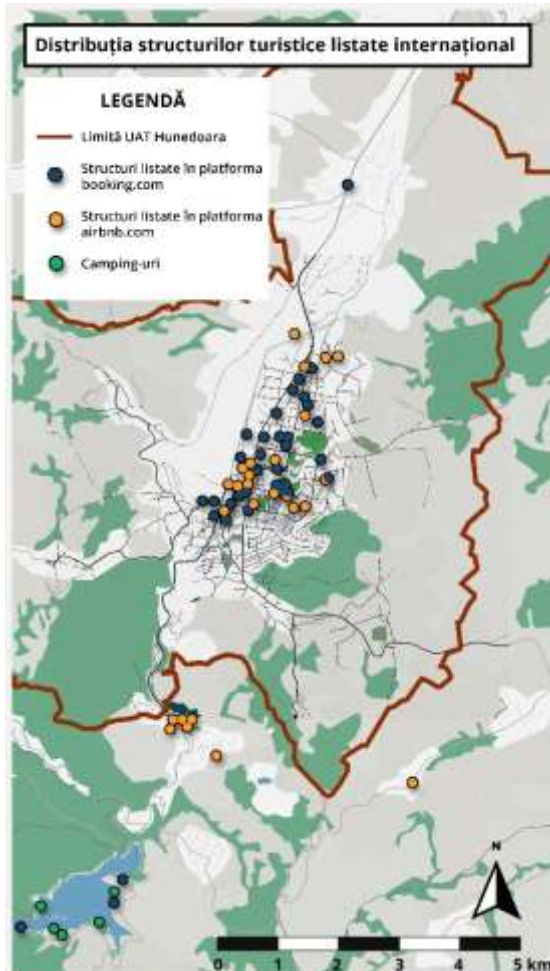 Distribuția structurilor turistice listate internațional
LEGENDĂ
Limită UAT Hunedoara
Structuri listate în platforma
booking.com
Structuri listate în platforma
airbnb.com
Camping-uri
N
0 1 2 3 4 5 km